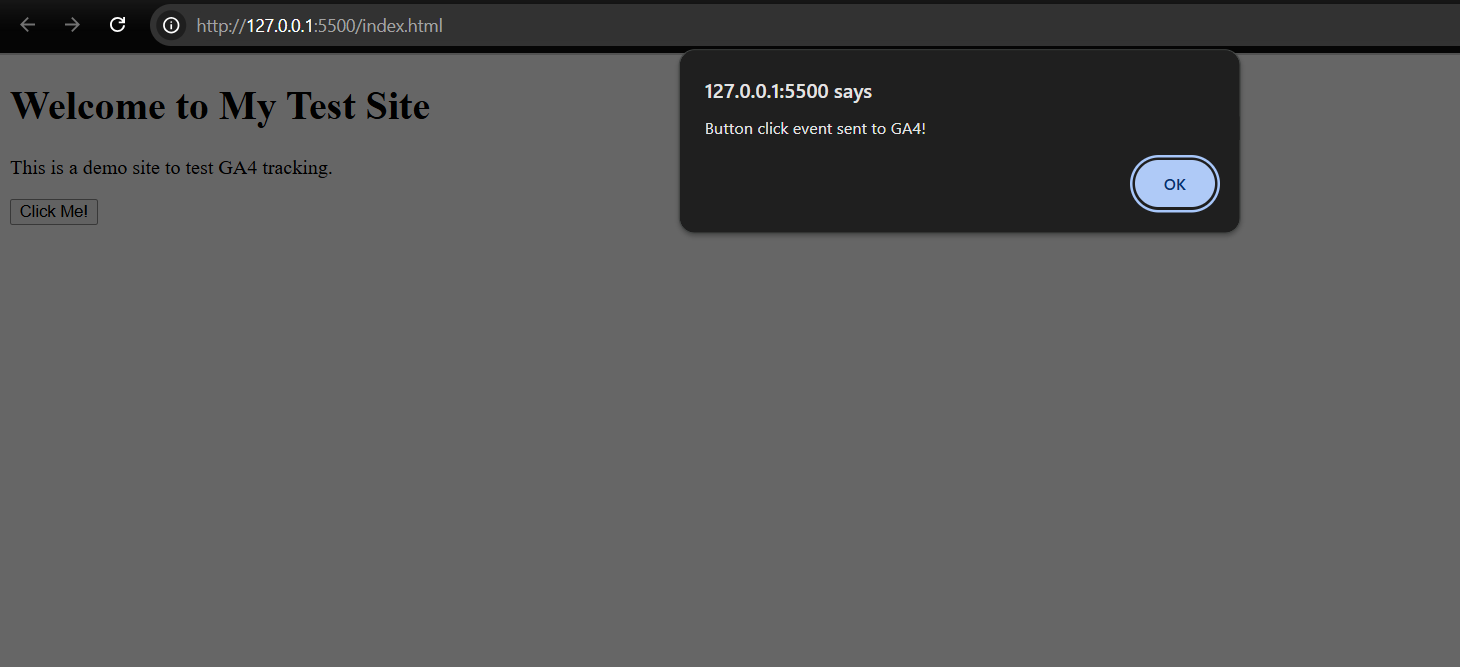 http://127.0.0.1:5500/index.html
127.0.0.1:5500 says
Button click event sent to GA4!
OK
Welcome to My Test Site
This is a demo site to test GA4 tracking.
Click Me!